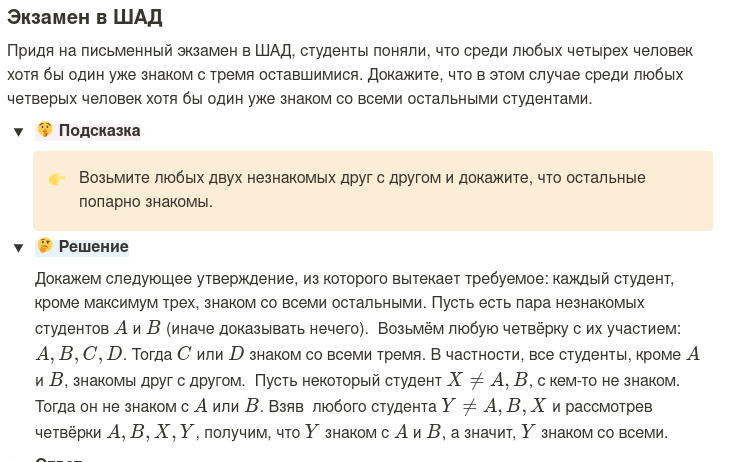 Экзамен в ШАД
Придя на письменный экзамен в ШАД, студенты поняли, что среди любых четырех человек
хотя бы один уже знаком с тремя оставшимися. Докажите, что в этом случае среди любых
четверых человек хотя бы один уже знаком со всеми остальными студентами.
▼ 🤫 Подсказка
👉 Возьмите любых двух незнакомых друг с другом и докажите, что остальные
попарно знакомы.
▼ 🤔 Решение
Докажем следующее утверждение, из которого вытекает требуемое: каждый студент,
кроме максимум трех, знаком со всеми остальными. Пусть есть пара незнакомых
студентов A и B (иначе доказывать нечего). Возьмём любую четвёрку с их участием:
A, B, C, D. Тогда C или D знаком со всеми тремя. В частности, все студенты, кроме A
и B, знакомы друг с другом. Пусть некоторый студент X ≠ A, B, с кем-то не знаком.
Тогда он не знаком с A или B. Взяв любого студента Y ≠ A, B, X и рассмотрев
четвёрки A, B, X, Y, получим, что Y знаком с A и B, а значит, Y знаком со всеми.